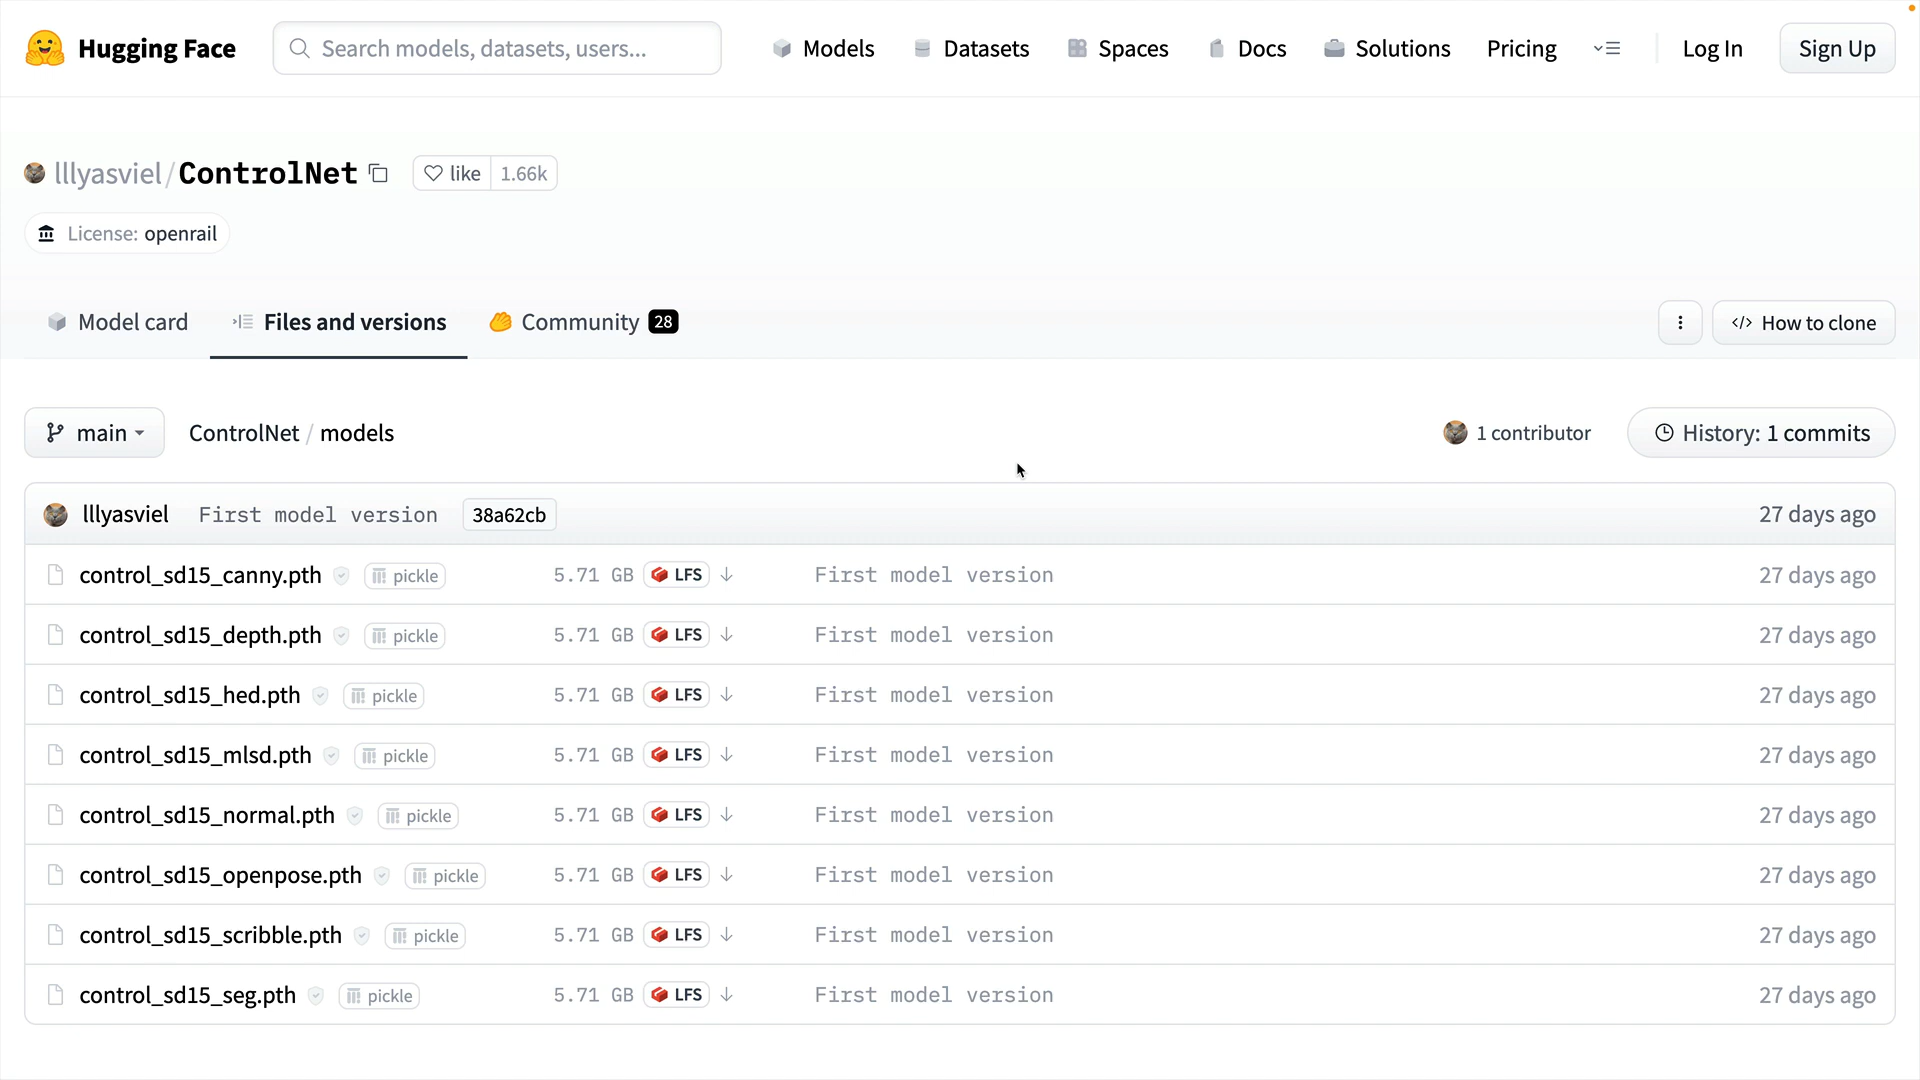 Hugging Face Search models, datasets, users... Models Datasets Spaces Docs Solutions Pricing Log In Sign Up
lllyasviel/ControlNet like 1.66k
License: openrail
Model card Files and versions Community 28 How to clone
main ControlNet / models 1 contributor History: 1 commits
lllyasviel First model version 38a62cb 27 days ago
control_sd15_canny.pth pickle 5.71 GB LFS First model version 27 days ago
control_sd15_depth.pth pickle 5.71 GB LFS First model version 27 days ago
control_sd15_hed.pth pickle 5.71 GB LFS First model version 27 days ago
control_sd15_mlsd.pth pickle 5.71 GB LFS First model version 27 days ago
control_sd15_normal.pth pickle 5.71 GB LFS First model version 27 days ago
control_sd15_openpose.pth pickle 5.71 GB LFS First model version 27 days ago
control_sd15_scribble.pth pickle 5.71 GB LFS First model version 27 days ago
control_sd15_seg.pth pickle 5.71 GB LFS First model version 27 days ago